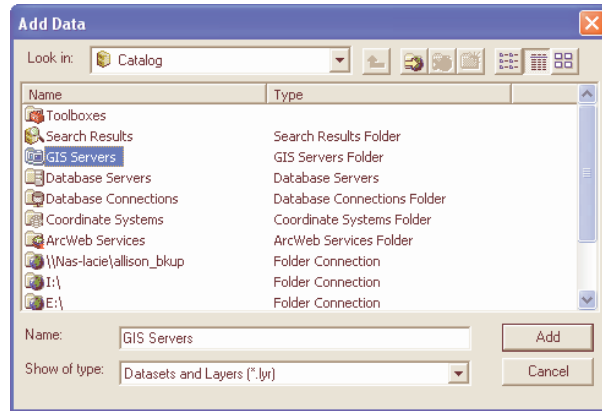 Add Data
Look in: Catalog
Name Type
Toolboxes
Search Results Search Results Folder
GIS Servers GIS Servers Folder
Database Servers Database Servers
Database Connections Database Connections Folder
Coordinate Systems Coordinate Systems Folder
ArcWeb Services ArcWeb Services Folder
\\Nas-lacie\allison_bkup Folder Connection
I:\ Folder Connection
E:\ Folder Connection
Name: GIS Servers Add
Show of type: Datasets and Layers (*.lyr) Cancel